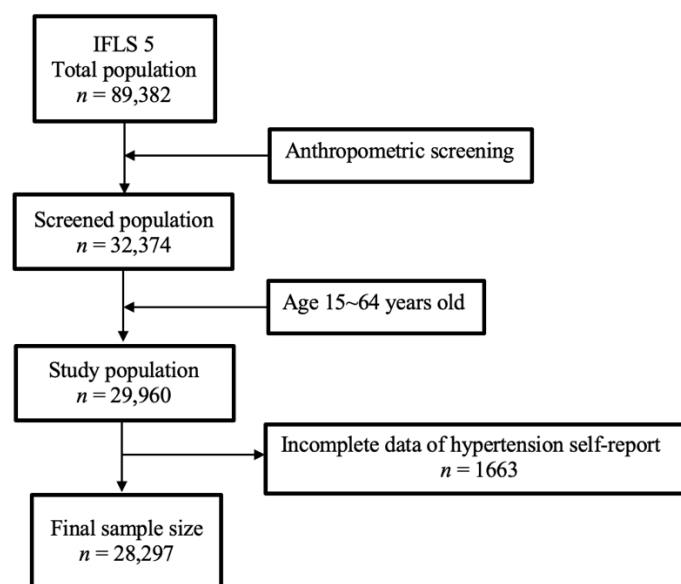 IFLS 5
Total population
n = 89,382
Anthropometric screening
Screened population
n = 32,374
Age 15~64 years old
Study population
n = 29,960
Incomplete data of hypertension self-report
n = 1663
Final sample size
n = 28,297